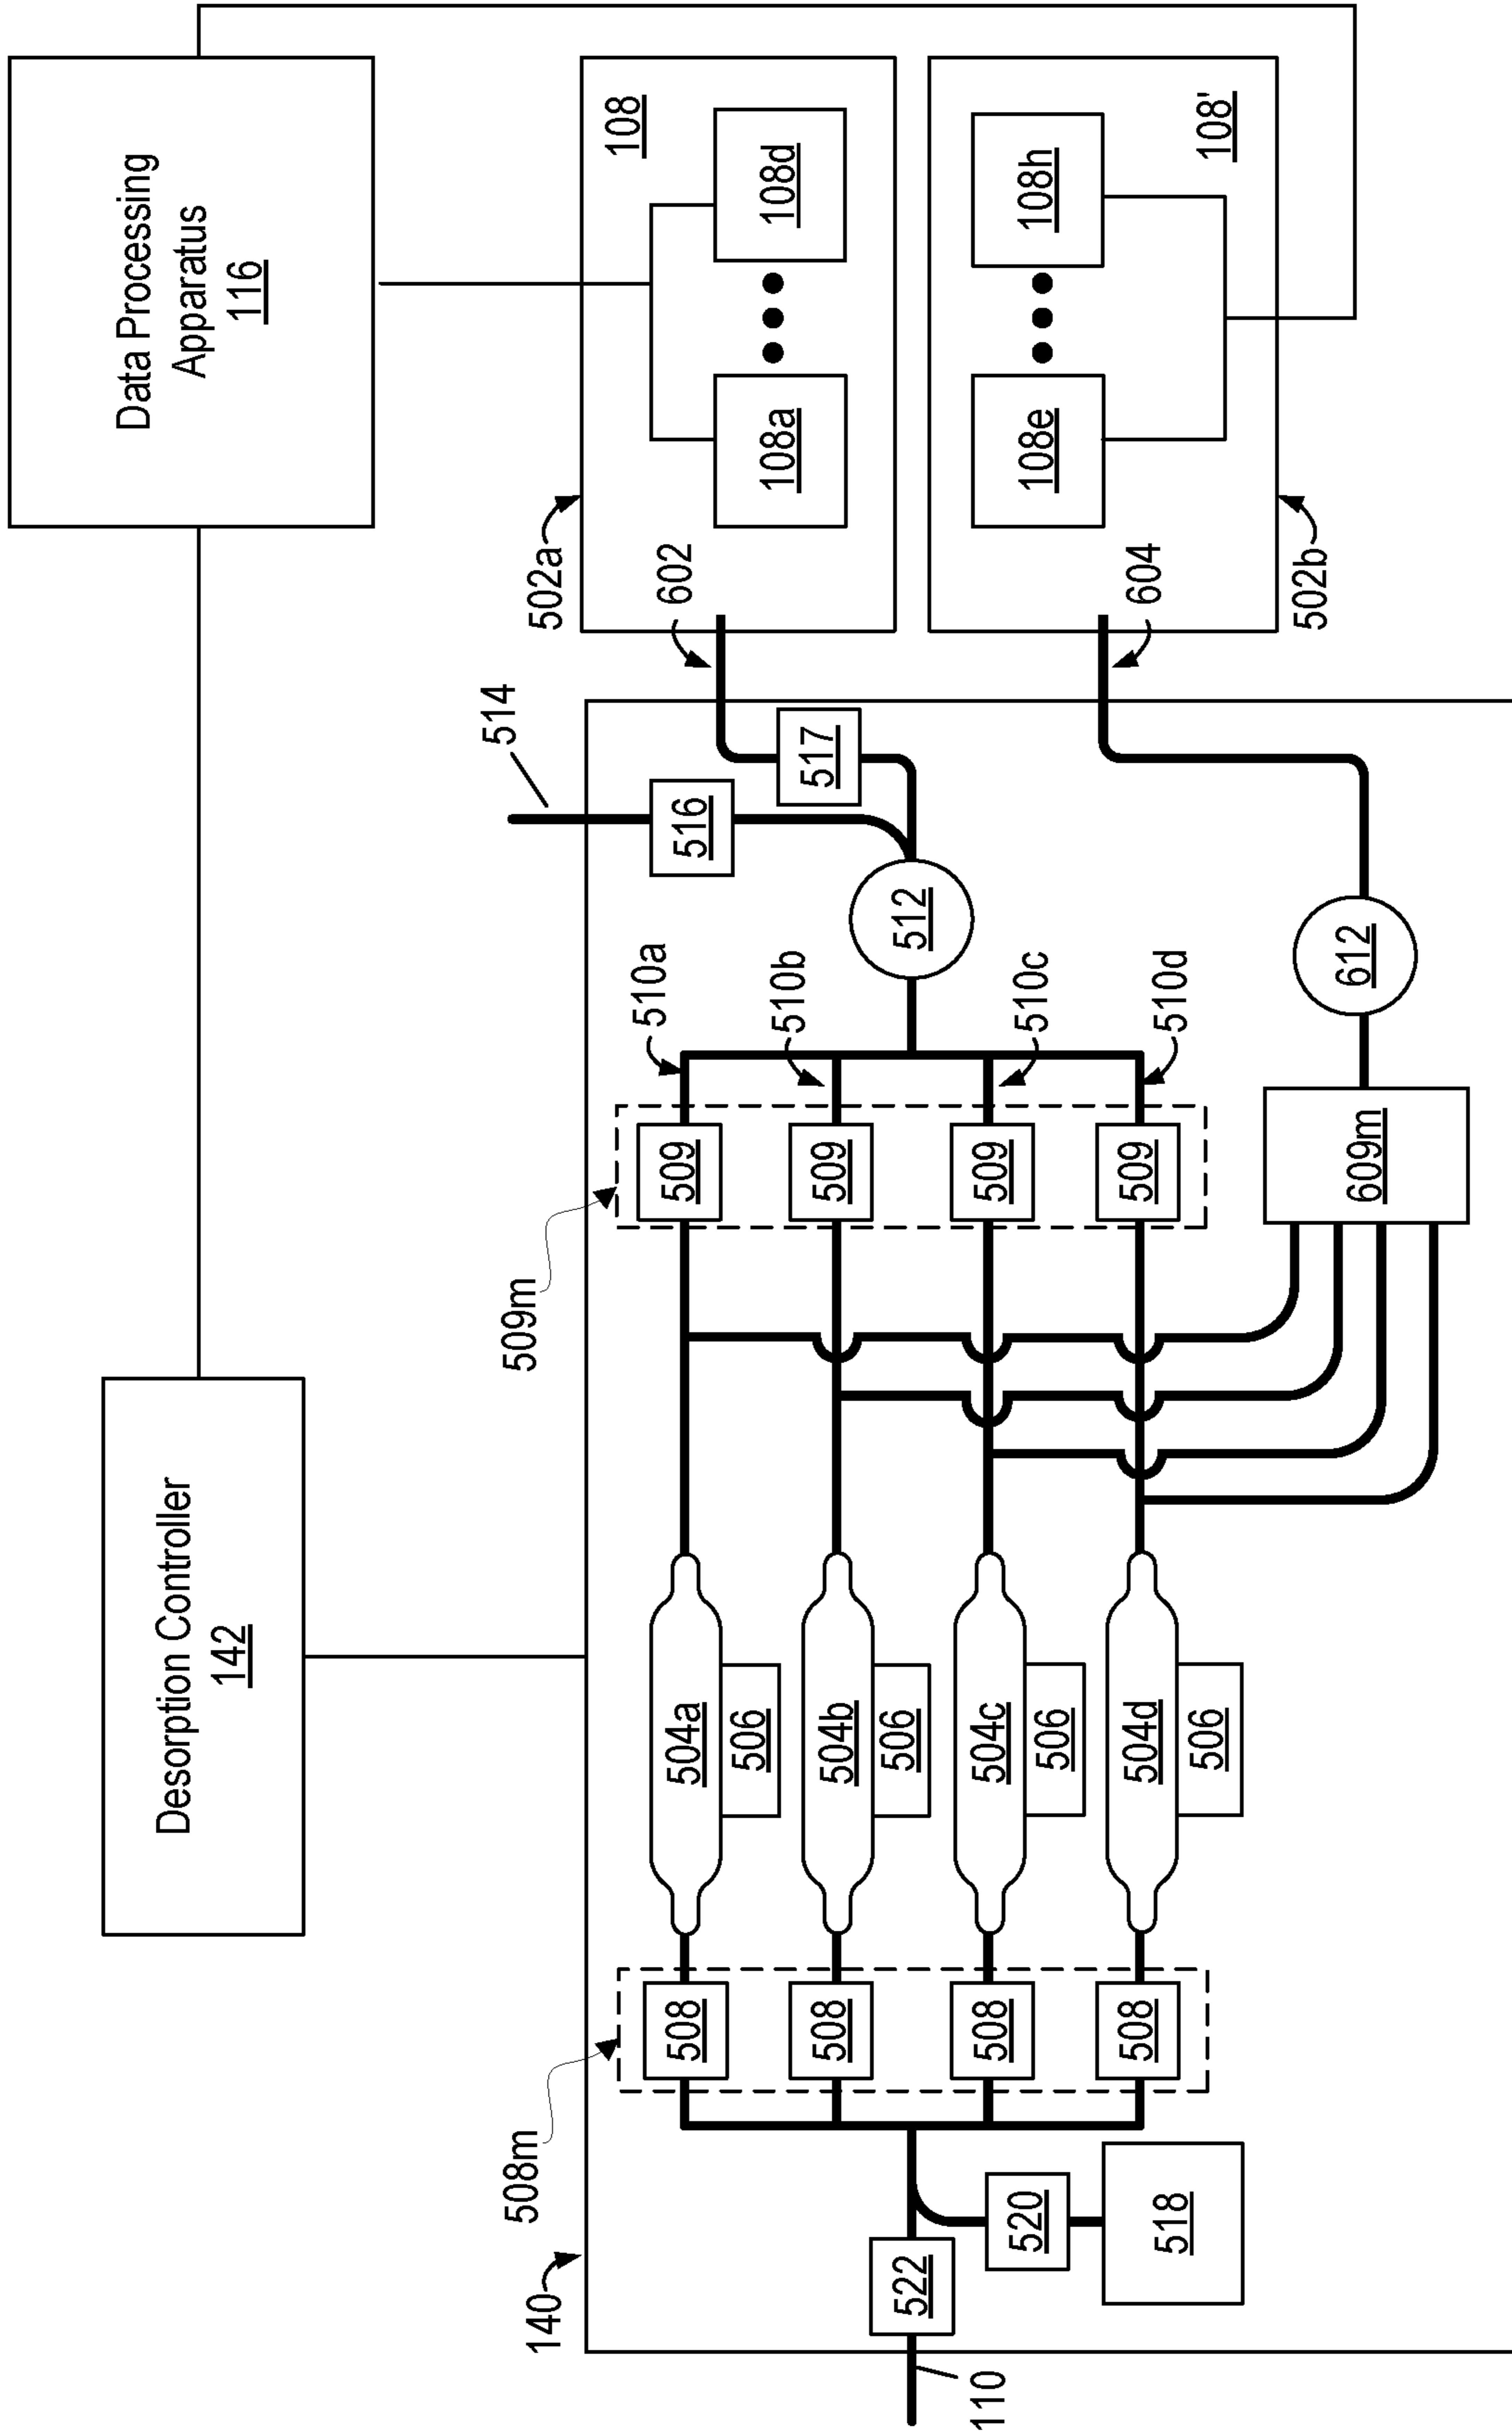 Desorption Controller
142
Data Processing
Apparatus
116
140
508m
509m
514
502a
602
108
108a
108d
110
522
520
518
508
508
508
508
504a
506
504b
506
504c
506
504d
506
509
509
509
509
510a
510b
510c
510d
512
516
517
609m
612
604
502b
108'
108e
108h